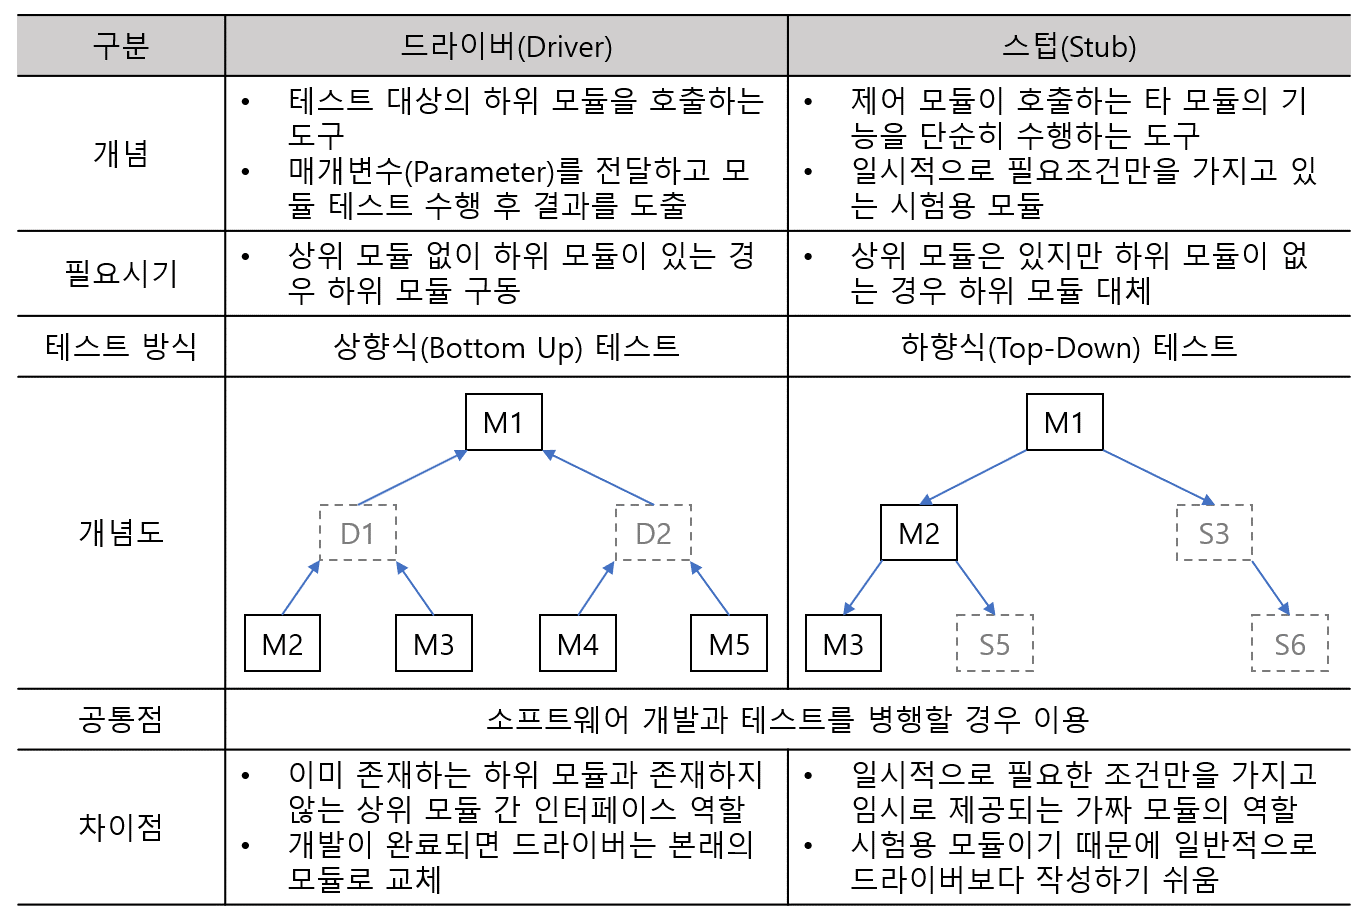 구분
드라이버(Driver)
스텁(Stub)
개념
• 테스트 대상의 하위 모듈을 호출하는
도구
• 매개변수(Parameter)를 전달하고 모
듈 테스트 수행 후 결과를 도출
• 제어 모듈이 호출하는 타 모듈의 기
능을 단순히 수행하는 도구
• 일시적으로 필요조건만을 가지고 있
는 시험용 모듈
필요시기
• 상위 모듈 없이 하위 모듈이 있는 경
우 하위 모듈 구동
• 상위 모듈은 있지만 하위 모듈이 없
는 경우 하위 모듈 대체
테스트 방식
상향식(Bottom Up) 테스트
하향식(Top-Down) 테스트
개념도
M1
D1
D2
M2
M3
M4
M5
M1
M2
S3
M3
S5
S6
공통점
소프트웨어 개발과 테스트를 병행할 경우 이용
차이점
• 이미 존재하는 하위 모듈과 존재하지
않는 상위 모듈 간 인터페이스 역할
• 개발이 완료되면 드라이버는 본래의
모듈로 교체
• 일시적으로 필요한 조건만을 가지고
임시로 제공되는 가짜 모듈의 역할
• 시험용 모듈이기 때문에 일반적으로
드라이버보다 작성하기 쉬움